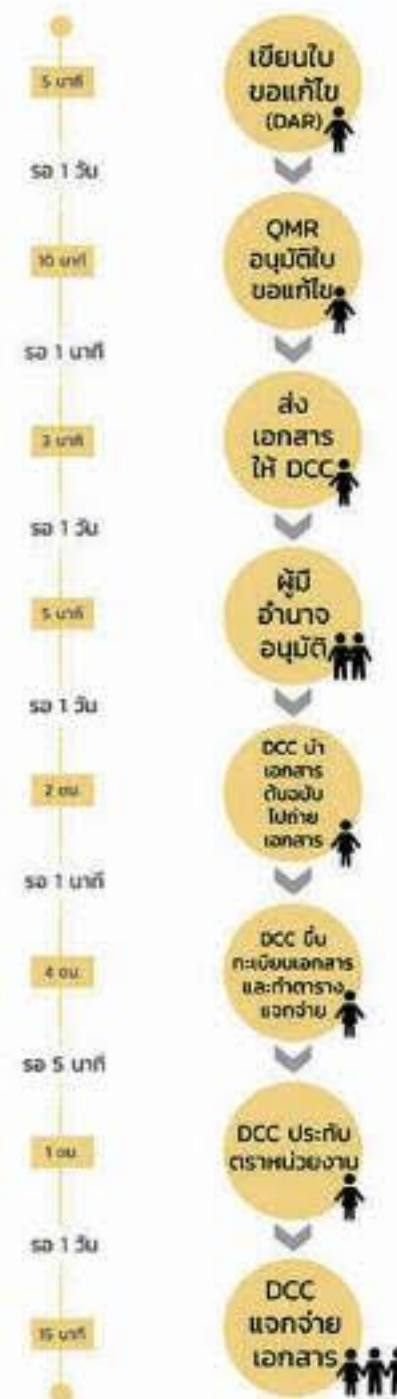 5 นาที
เขียนใบ
ขอแก้ไข
(DAR)
รอ 1 วัน
10 นาที
QMR
อนุมัติใบ
ขอแก้ไข
รอ 1 นาที
3 นาที
ส่ง
เอกสาร
ให้ DCC
รอ 1 วัน
5 นาที
ผู้มี
อำนาจ
อนุมัติ
รอ 1 วัน
2 ชม.
DCC นำ
เอกสาร
ต้นฉบับ
ไปถ่าย
เอกสาร
รอ 1 นาที
4 ชม.
DCC ขึ้น
ทะเบียนเอกสาร
และทำตาราง
แจกจ่าย
รอ 5 นาที
1 ชม.
DCC ประทับ
ตราหน่วยงาน
รอ 1 วัน
15 นาที
DCC
แจกจ่าย
เอกสาร